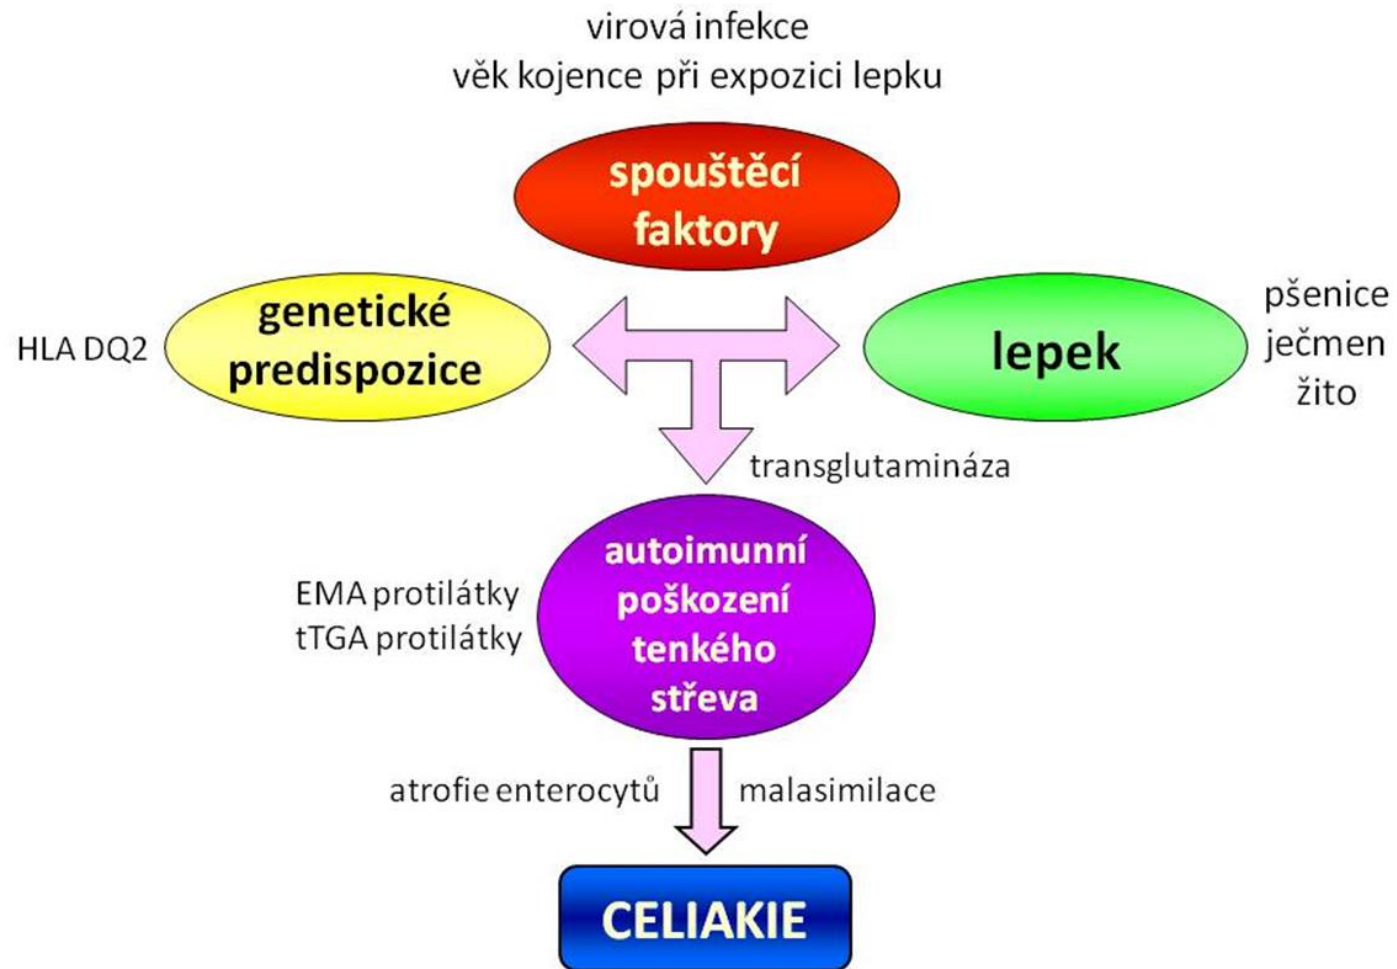 virová infekce
věk kojence při expozici lepku
spouštěcí
faktory
genetické
predispozice
HLA DQ2
lepek
pšenice
ječmen
žito
transglutamináza
autoimunní
poškození
tenkého
střeva
EMA protilátky
tTGA protilátky
atrofie enterocytů
malasimilace
CELIAKIE